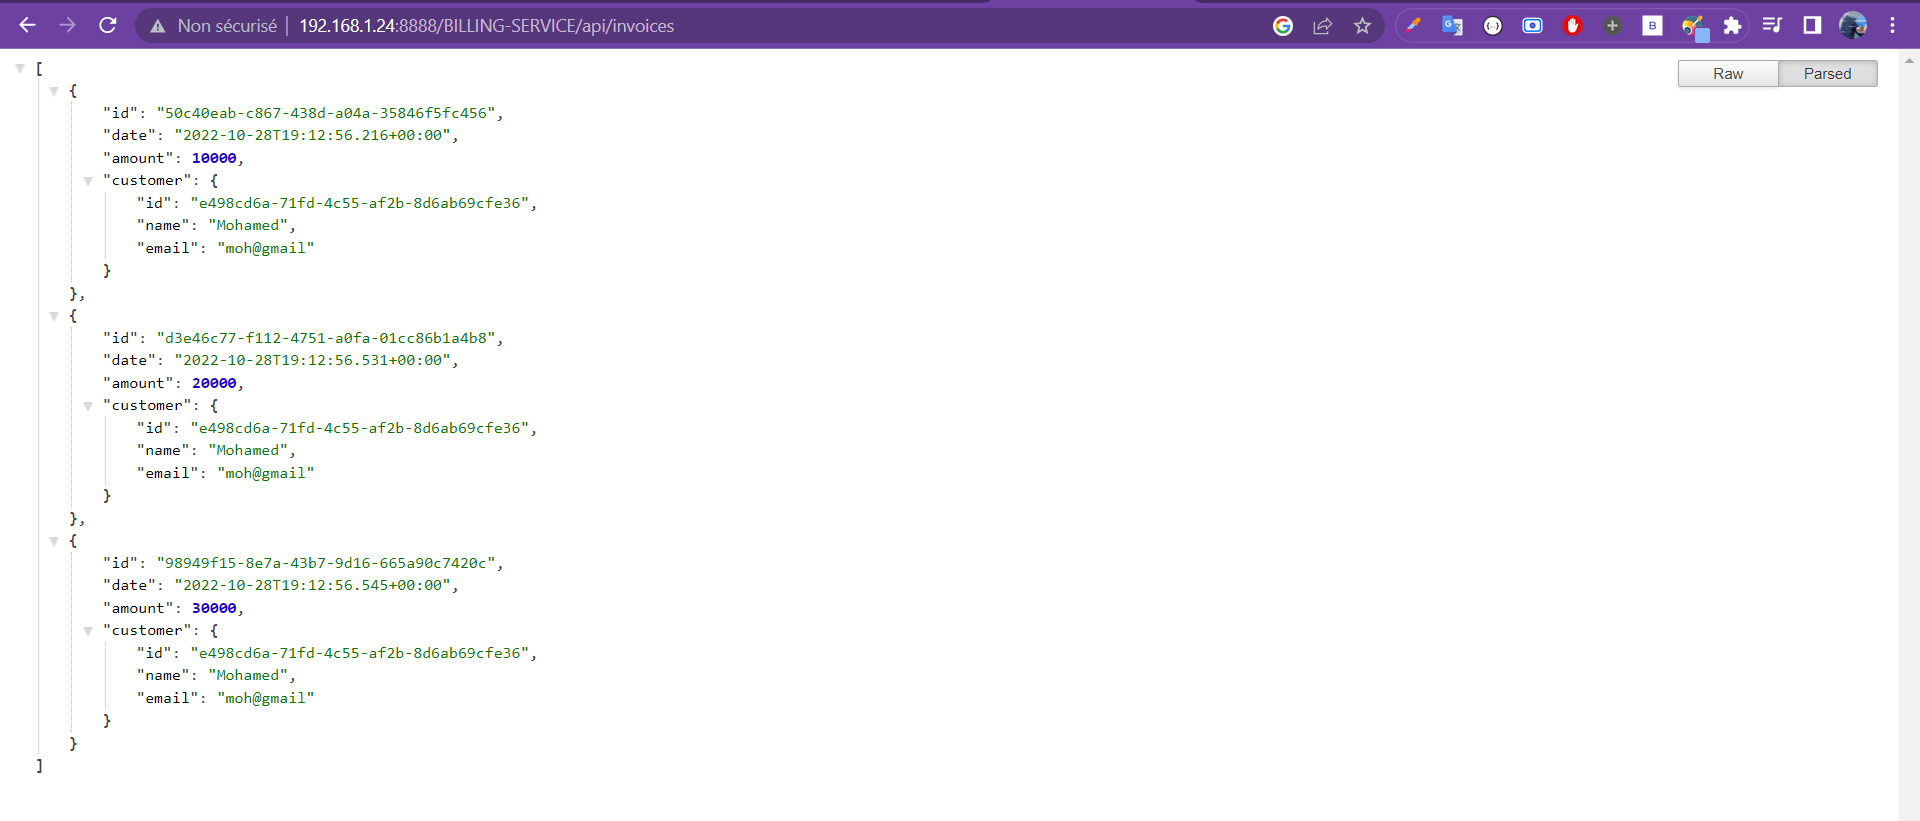 Non sécurisé | 192.168.1.24:8888/BILLING-SERVICE/api/invoices
Raw Parsed
[
{
"id": "50c40eab-c867-438d-a04a-35846f5fc456",
"date": "2022-10-28T19:12:56.216+00:00",
"amount": 10000,
"customer": {
"id": "e498cd6a-71fd-4c55-af2b-8d6ab69cfe36",
"name": "Mohamed",
"email": "moh@gmail"
}
},
{
"id": "d3e46c77-f112-4751-a0fa-01cc86b1a4b8",
"date": "2022-10-28T19:12:56.531+00:00",
"amount": 20000,
"customer": {
"id": "e498cd6a-71fd-4c55-af2b-8d6ab69cfe36",
"name": "Mohamed",
"email": "moh@gmail"
}
},
{
"id": "98949f15-8e7a-43b7-9d16-665a90c7420c",
"date": "2022-10-28T19:12:56.545+00:00",
"amount": 30000,
"customer": {
"id": "e498cd6a-71fd-4c55-af2b-8d6ab69cfe36",
"name": "Mohamed",
"email": "moh@gmail"
}
}
]